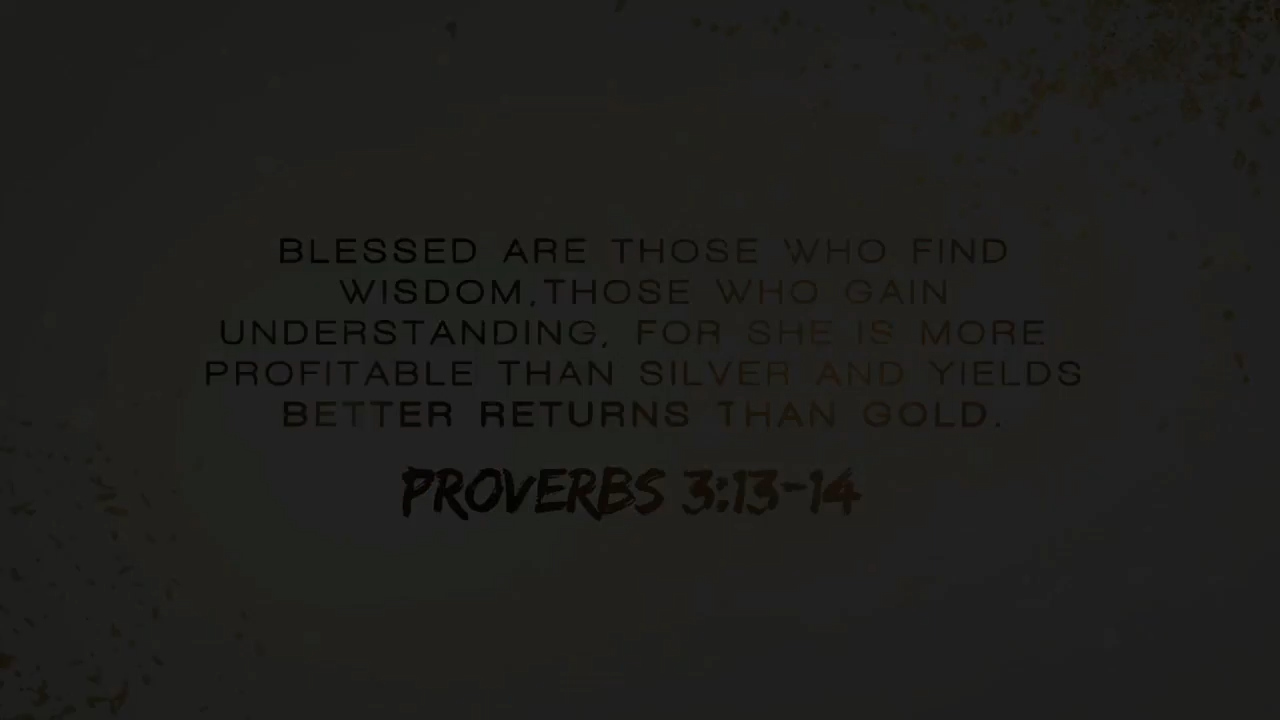 BLESSED ARE THOSE WHO FIND
WISDOM,THOSE WHO GAIN
UNDERSTANDING, FOR SHE IS MORE
PROFITABLE THAN SILVER AND YIELDS
BETTER RETURNS THAN GOLD.
PROVERBS 3:13-14